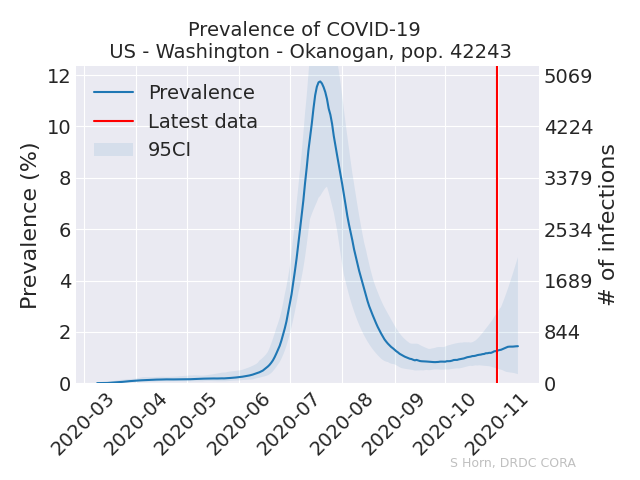 Prevalence of COVID-19
US - Washington - Okanogan, pop. 42243
Prevalence
Latest data
95CI
Prevalence (%)
12
10
8
6
4
2
0
5069
4224
3379
2534
1689
844
0
# of infections
2020-03
2020-04
2020-05
2020-06
2020-07
2020-08
2020-09
2020-10
2020-11
S Horn, DRDC CORA